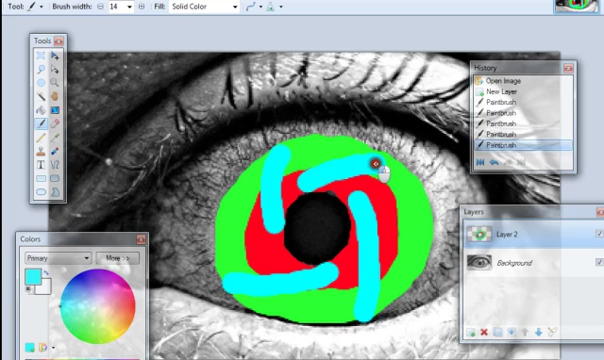 Tool: Brush width: 14 Fill: Solid Color
Tools
History
Open Image
New Layer
Paintbrush
Paintbrush
Paintbrush
Paintbrush
Paintbrush
Layers
Layer 2
Background
Colors
Primary More >>